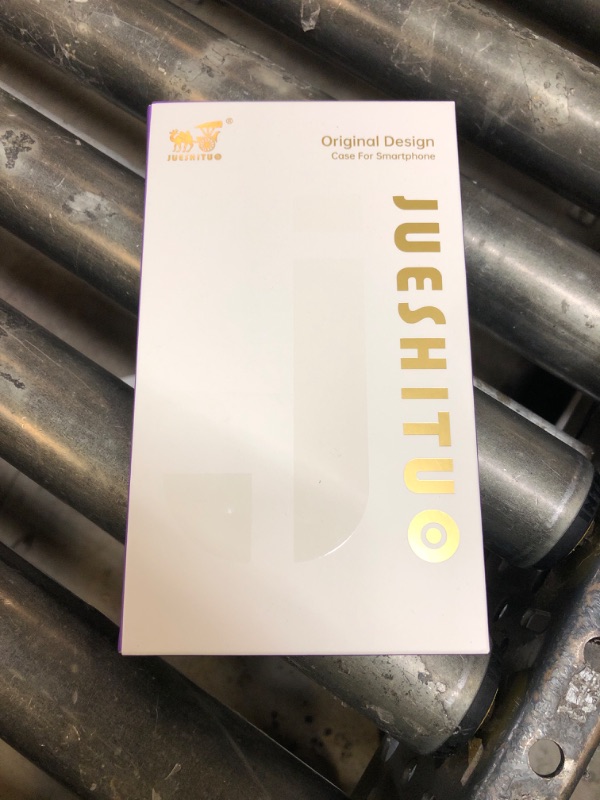 ®
JUESHITUO
Original Design
Case For Smartphone
JUESHITUO